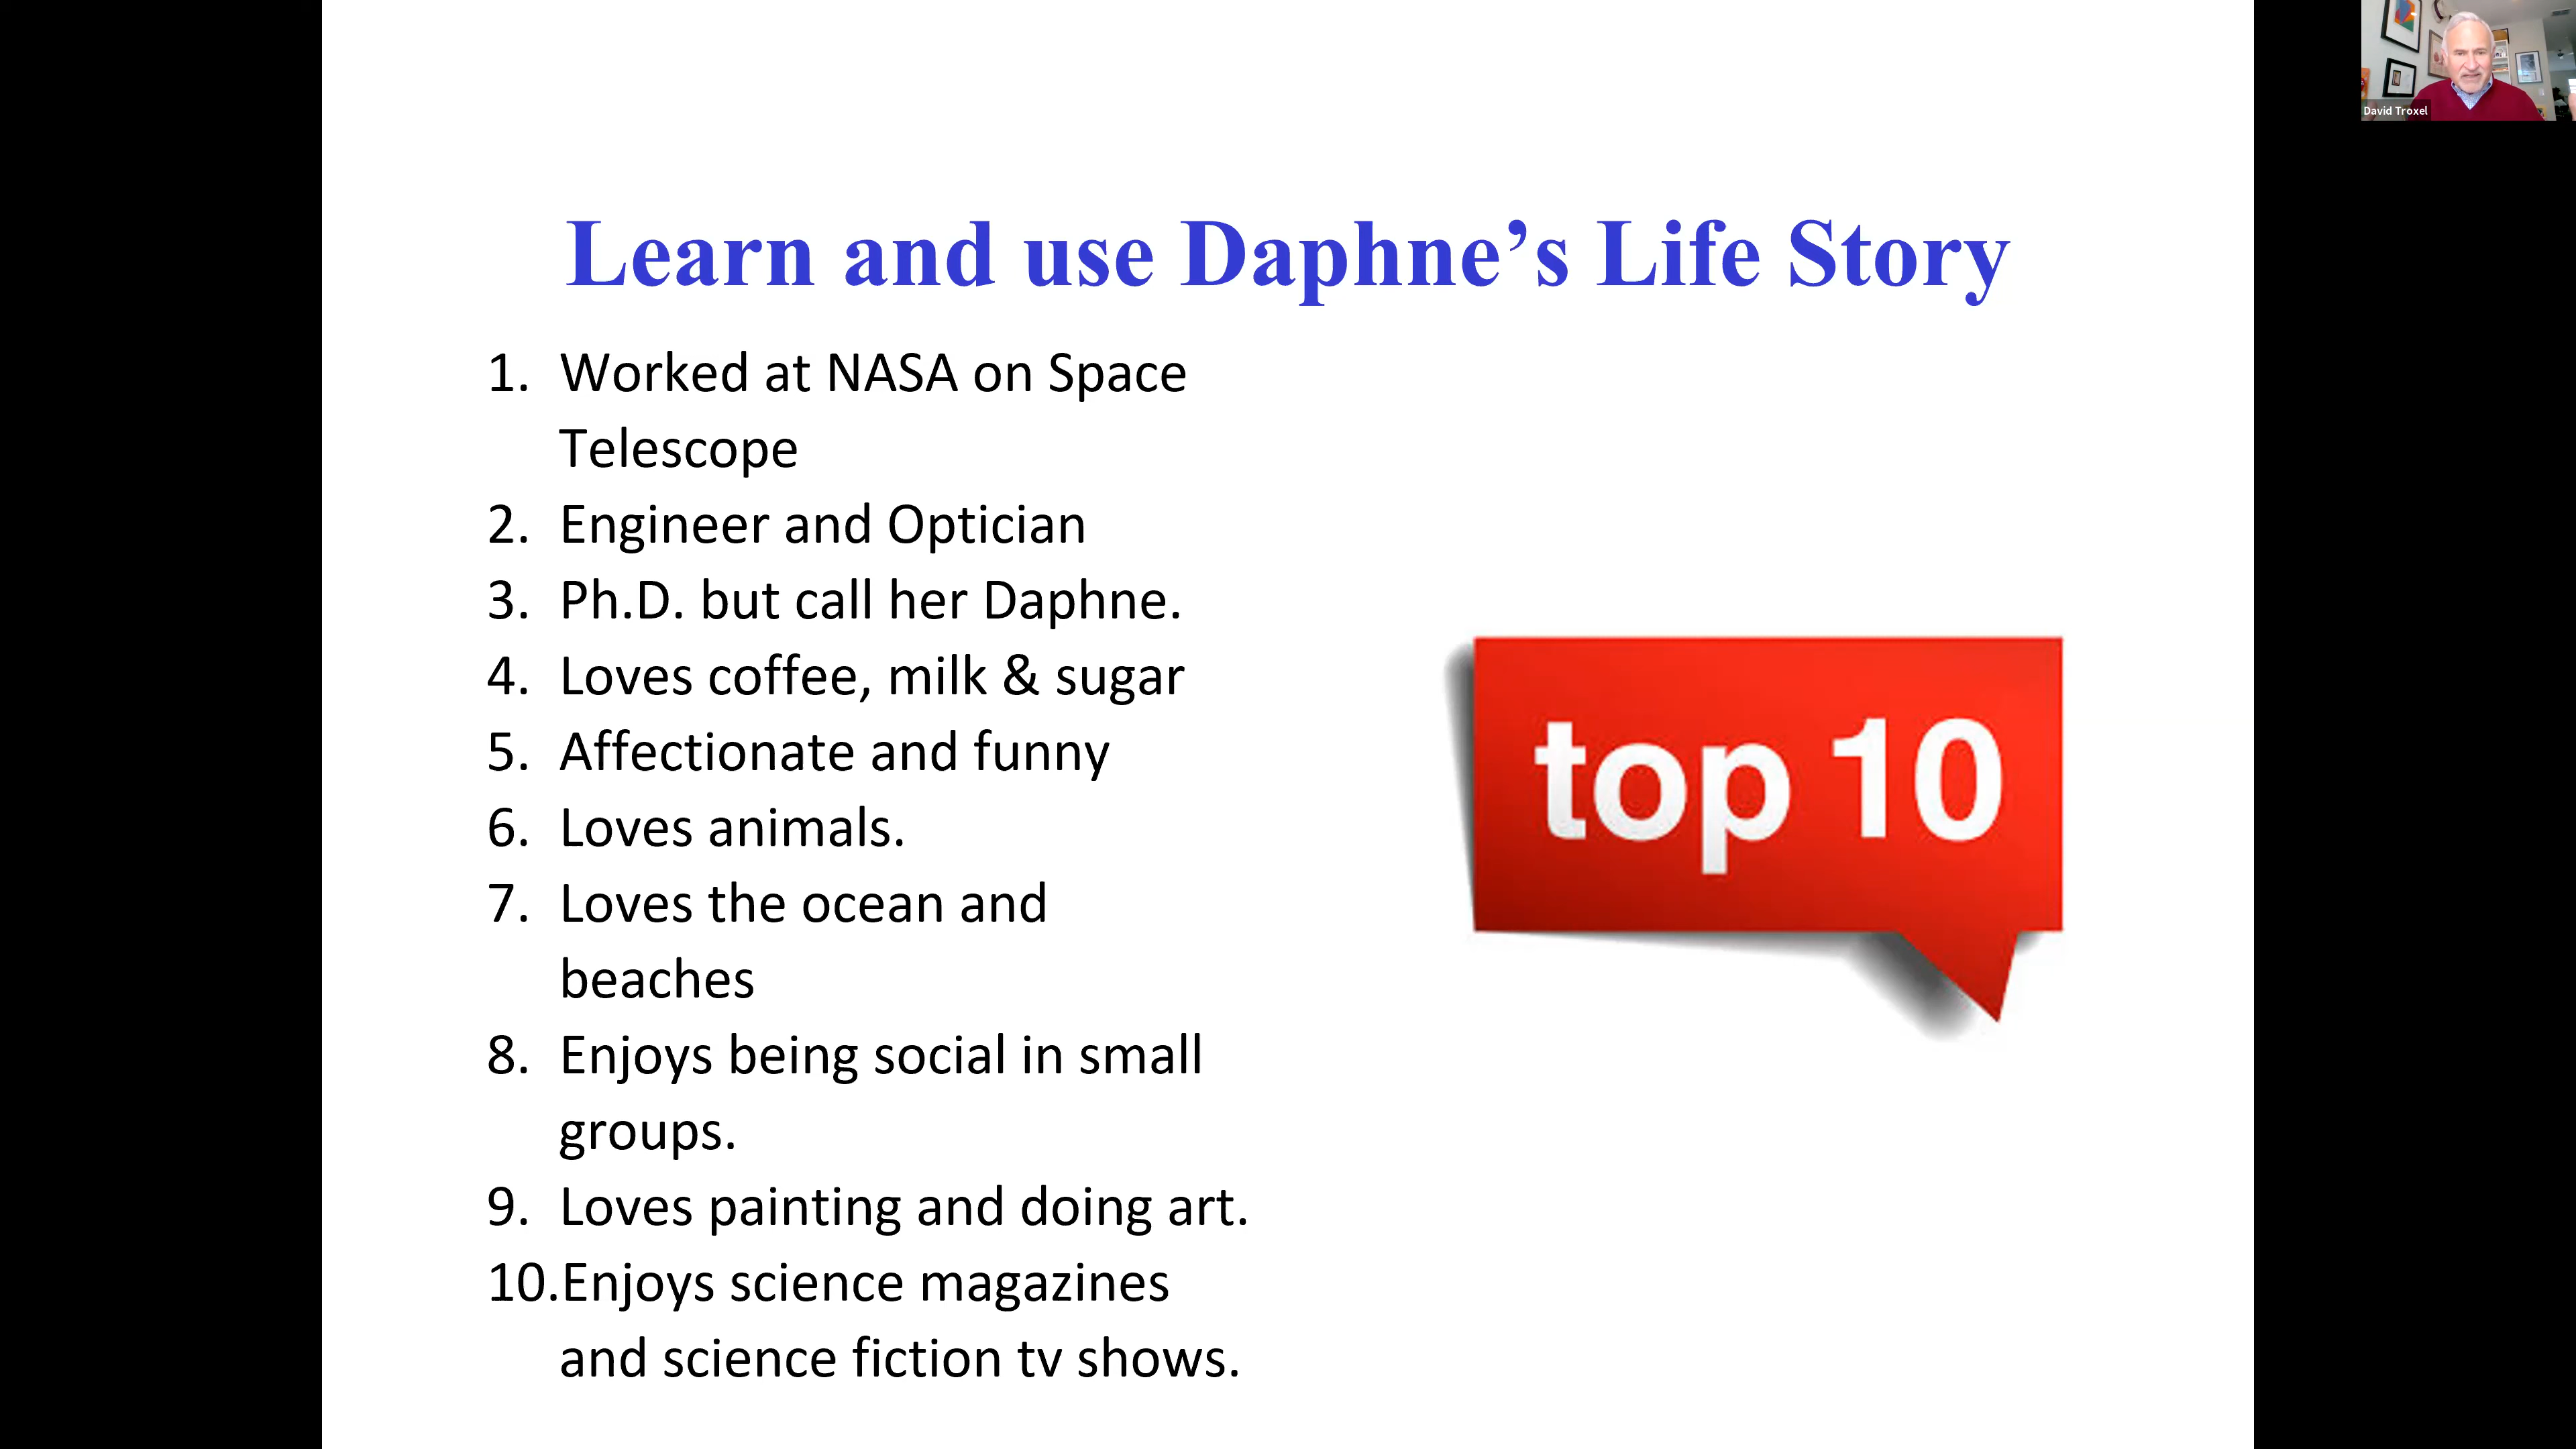 Learn and use Daphne’s Life Story
1. Worked at NASA on Space
Telescope
2. Engineer and Optician
3. Ph.D. but call her Daphne.
4. Loves coffee, milk & sugar
5. Affectionate and funny
6. Loves animals.
7. Loves the ocean and
beaches
8. Enjoys being social in small
groups.
9. Loves painting and doing art.
10.Enjoys science magazines
and science fiction tv shows.
top 10
David Troxel